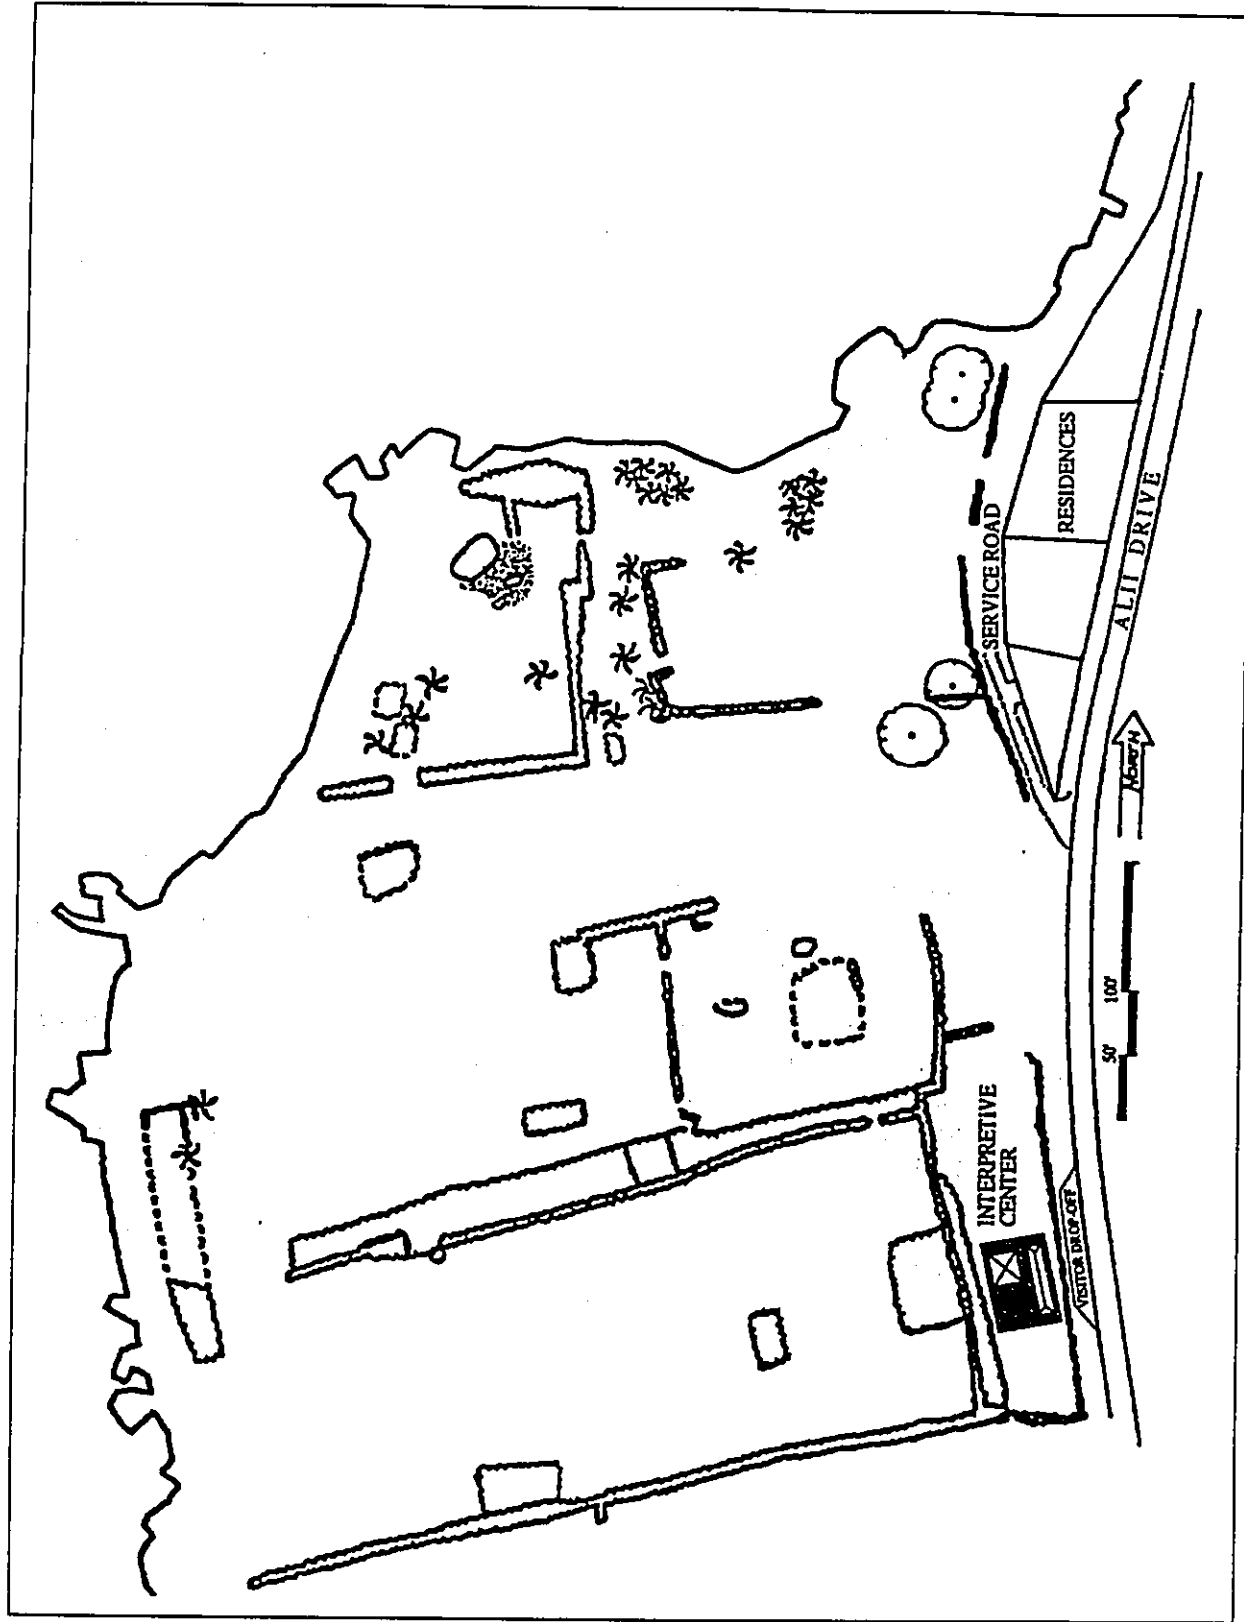 RESIDENCES
SERVICE ROAD
ALII DRIVE
NORTH
50'
100'
INTERPRETIVE
CENTER
VISITOR DROP-OFF